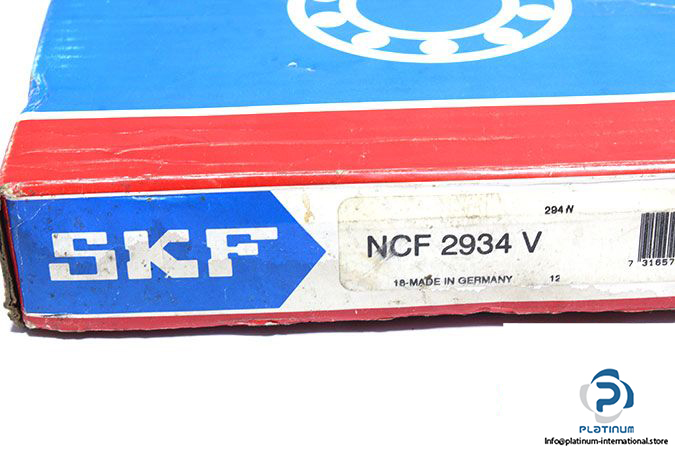 SKF
294 N
NCF 2934 V
18-MADE IN GERMANY 12
7 31657
P
PLATINUM
Info@platinum-international.store